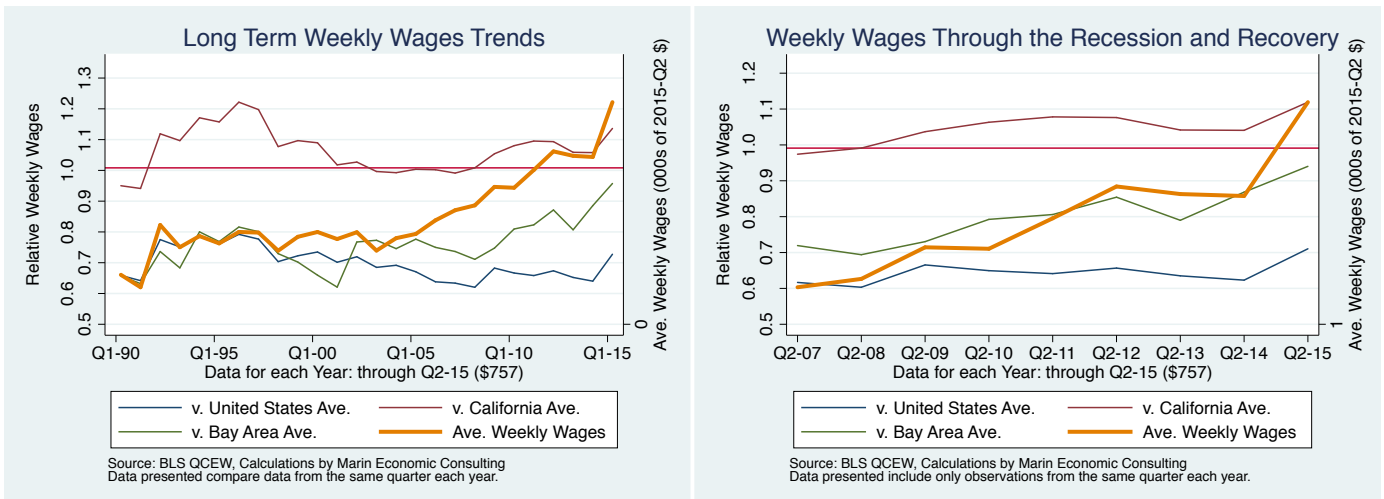 Long Term Weekly Wages Trends
Relative Weekly Wages
1.3
1.2
1.1
1.0
0.9
0.8
0.7
0.6
0.5
0
Ave. Weekly Wages (000s of 2015-Q2 $)
Q1-90 Q1-95 Q1-00 Q1-05 Q1-10 Q1-15
Data for each Year: through Q2-15 ($757)
v. United States Ave. v. California Ave.
v. Bay Area Ave. Ave. Weekly Wages
Source: BLS QCEW, Calculations by Marin Economic Consulting
Data presented compare data from the same quarter each year.
Weekly Wages Through the Recession and Recovery
Relative Weekly Wages
1.2
1.1
1.0
0.9
0.8
0.7
0.6
0.5
1
Ave. Weekly Wages (000s of 2015-Q2 $)
Q2-07 Q2-08 Q2-09 Q2-10 Q2-11 Q2-12 Q2-13 Q2-14 Q2-15
Data for each Year: through Q2-15 ($757)
v. United States Ave. v. California Ave.
v. Bay Area Ave. Ave. Weekly Wages
Source: BLS QCEW, Calculations by Marin Economic Consulting
Data presented include only observations from the same quarter each year.